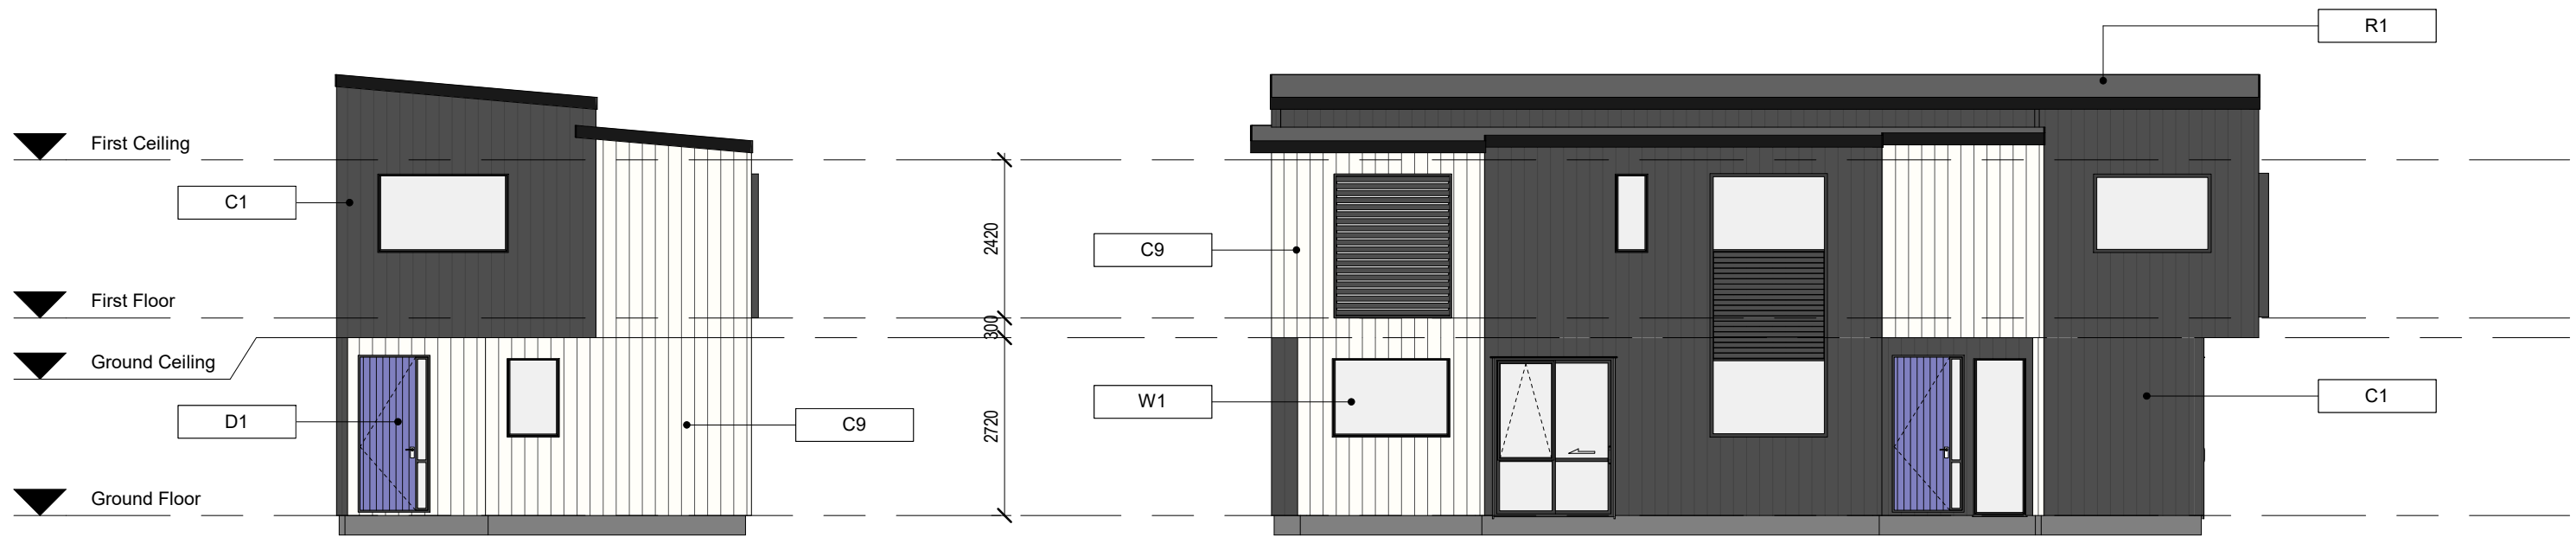 R1
First Ceiling
C1
2420
C9
First Floor
300
Ground Ceiling
W1
C1
D1
C9
2720
Ground Floor